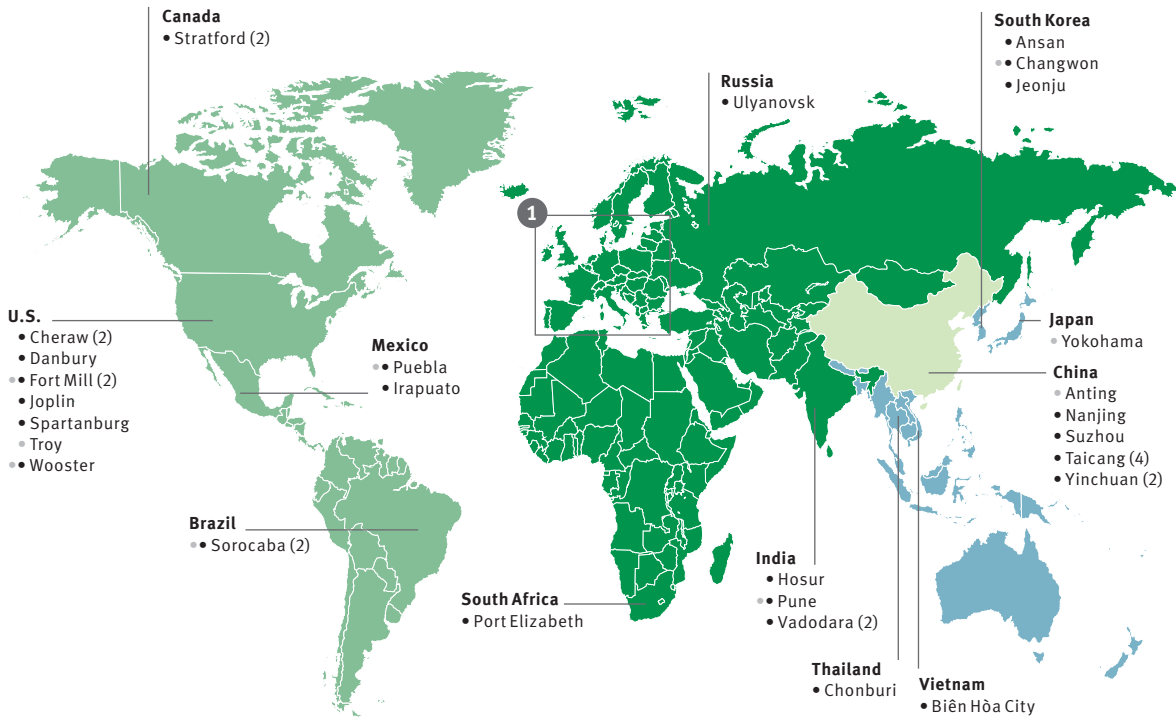 Canada
• Stratford (2)
South Korea
• Ansan
•• Changwon
• Jeonju
Russia
• Ulyanovsk
1
U.S.
• Cheraw (2)
• Danbury
•• Fort Mill (2)
• Joplin
• Spartanburg
• Troy
•• Wooster
Mexico
•• Puebla
• Irapuato
Japan
• Yokohama
China
• Anting
• Nanjing
• Suzhou
• Taicang (4)
• Yinchuan (2)
Brazil
•• Sorocaba (2)
South Africa
• Port Elizabeth
India
• Hosur
•• Pune
• Vadodara (2)
Thailand
• Chonburi
Vietnam
• Biên Hòa City